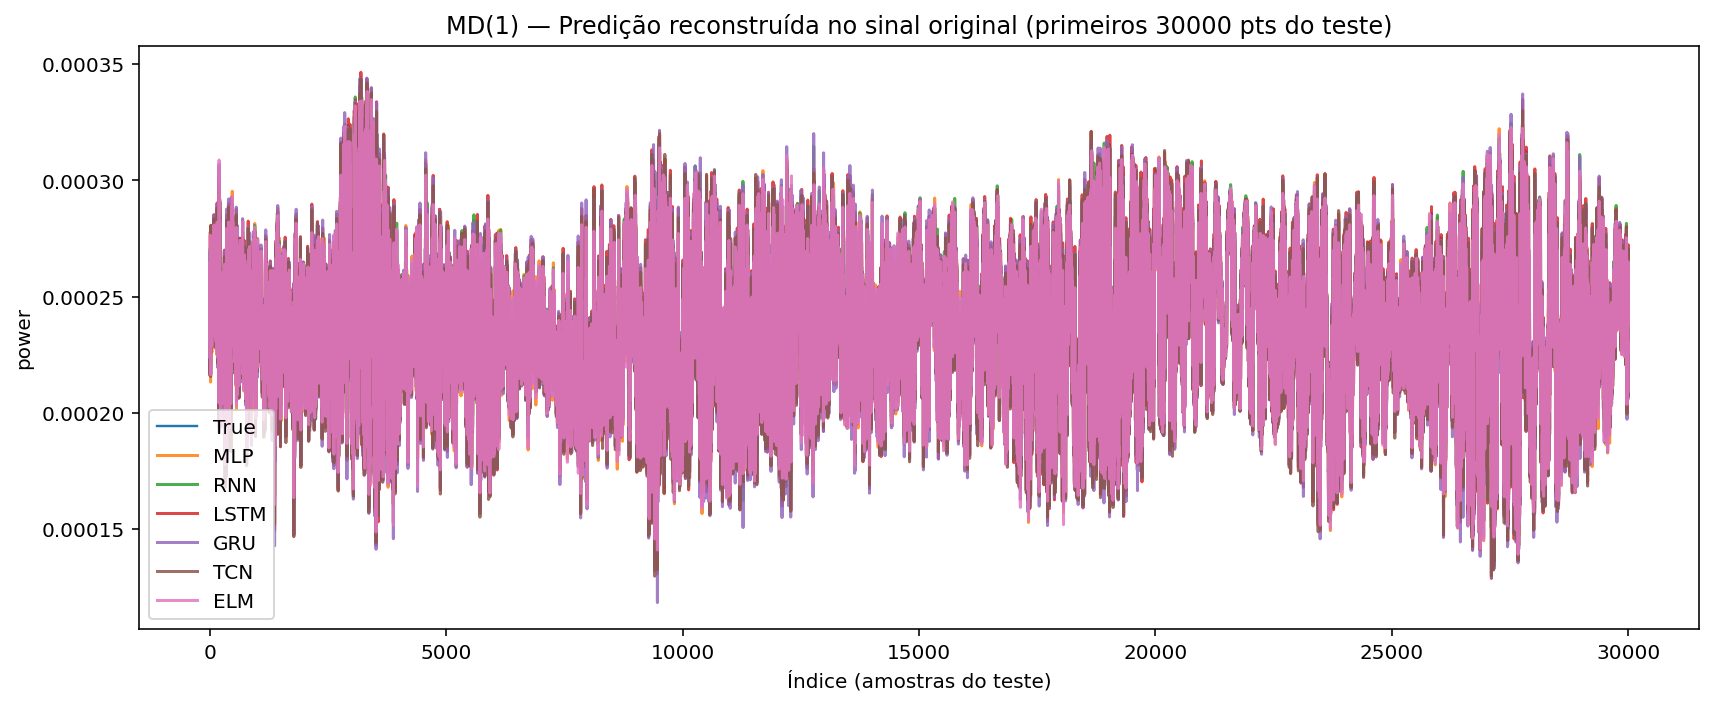 MD(1) — Predição reconstruída no sinal original (primeiros 30000 pts do teste)
power
0.00035
0.00030
0.00025
0.00020
0.00015
True
MLP
RNN
LSTM
GRU
TCN
ELM
0 5000 10000 15000 20000 25000 30000
Índice (amostras do teste)